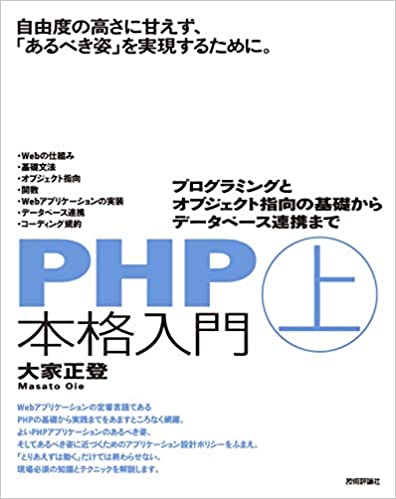 自由度の高さに甘えず、
「あるべき姿」を実現するために。
・Webの仕組み
・基礎文法
・オブジェクト指向
・関数
・Webアプリケーションの実装
・データベース連携
・コーディング規約
プログラミングと
オブジェクト指向の基礎から
データベース連携まで
PHP
本格入門
上
大家正登
Masato Oie
Webアプリケーションの定番言語である
PHPの基礎から実践までをあますところなく網羅。
よいPHPアプリケーションのあるべき姿、
そしてあるべき姿に近づくためのアプリケーション設計ポリシーをふまえ、
「とりあえずは動く」だけでは終わらせない、
現場必須の知識とテクニックを解説します。
技術評論社